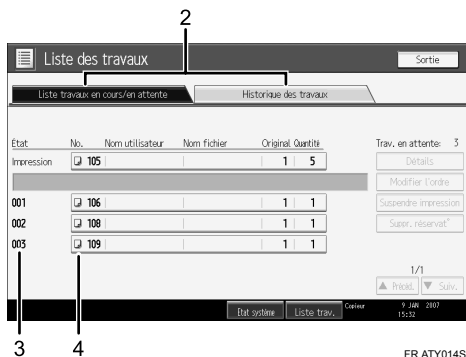 2
Liste des travaux
Sortie
Liste travaux en cours/en attente
Historique des travaux
État No. Nom utilisateur Nom fichier Original Quantité Trav. en attente: 3
Impression 105 1 5 Détails
Modifier l'ordre
001 106 1 1 Suspendre impression
002 108 1 1 Suppr. réservat°
003 109 1 1
1/1
▲ Précéd. ▼ Suiv.
Etat système Liste trav. Copieur 9 JAN 2007
15:32
3 4
FR ATY014S